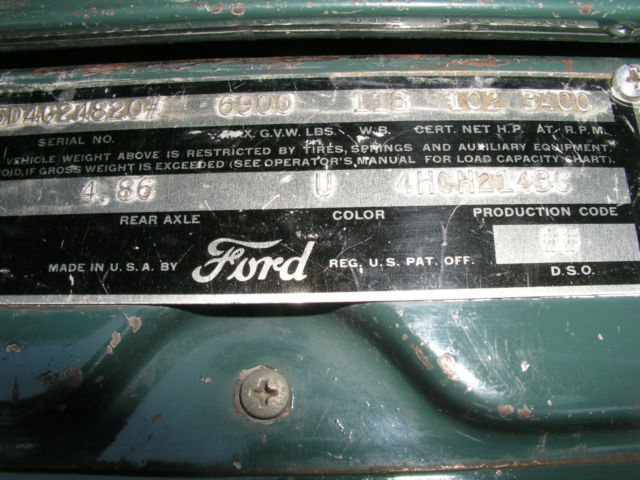 D4G24820# 6900 118 102 3400
SERIAL NO. MAX. G.V.W. LBS. W.B. CERT. NET H.P. AT R.P.M.
VEHICLE WEIGHT ABOVE IS RESTRICTED BY TIRES, SPRINGS AND AUXILIARY EQUIPMENT
IF GROSS WEIGHT IS EXCEEDED (SEE OPERATOR'S MANUAL FOR LOAD CAPACITY CHART).
4.86 U
REAR AXLE COLOR PRODUCTION CODE
MADE IN U.S.A. BY Ford REG. U.S. PAT. OFF.
D.S.O.